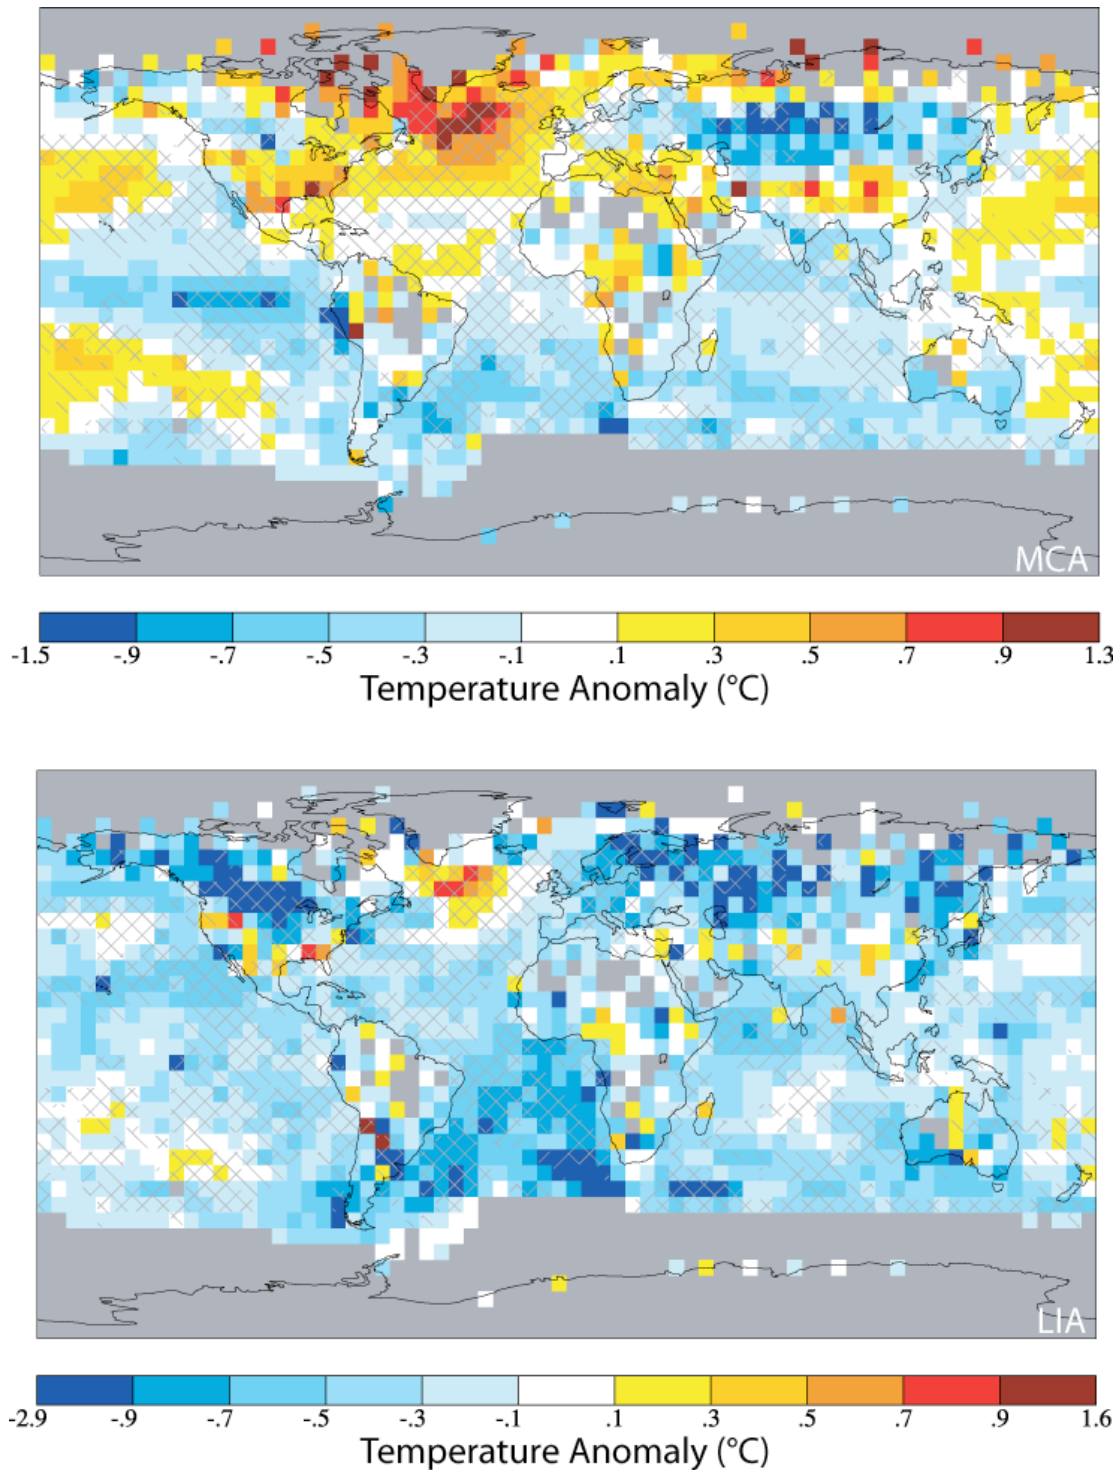 MCA
-1.5 -.9 -.7 -.5 -.3 -.1 .1 .3 .5 .7 .9 1.3
Temperature Anomaly (°C)
LIA
-2.9 -.9 -.7 -.5 -.3 -.1 .1 .3 .5 .7 .9 1.6
Temperature Anomaly (°C)